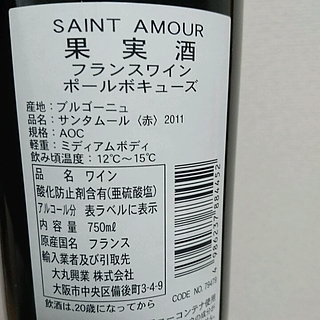 SAINT AMOUR
果実酒
フランスワイン
ポールボキューズ
産地：ブルゴーニュ
品名：サンタムール〈赤〉2011
規格：AOC
軽重：ミディアムボディ
飲み頃温度：12℃～15℃
品名 ワイン
酸化防止剤含有(亜硫酸塩)
アルコール分 表ラベルに表示
内容量 750㎖
原産国名 フランス
輸入業者及び引取先
大丸興業 株式会社
大阪市中央区備後町3-4-9
飲酒は、20歳になってから
4986237884452
CODE NO.